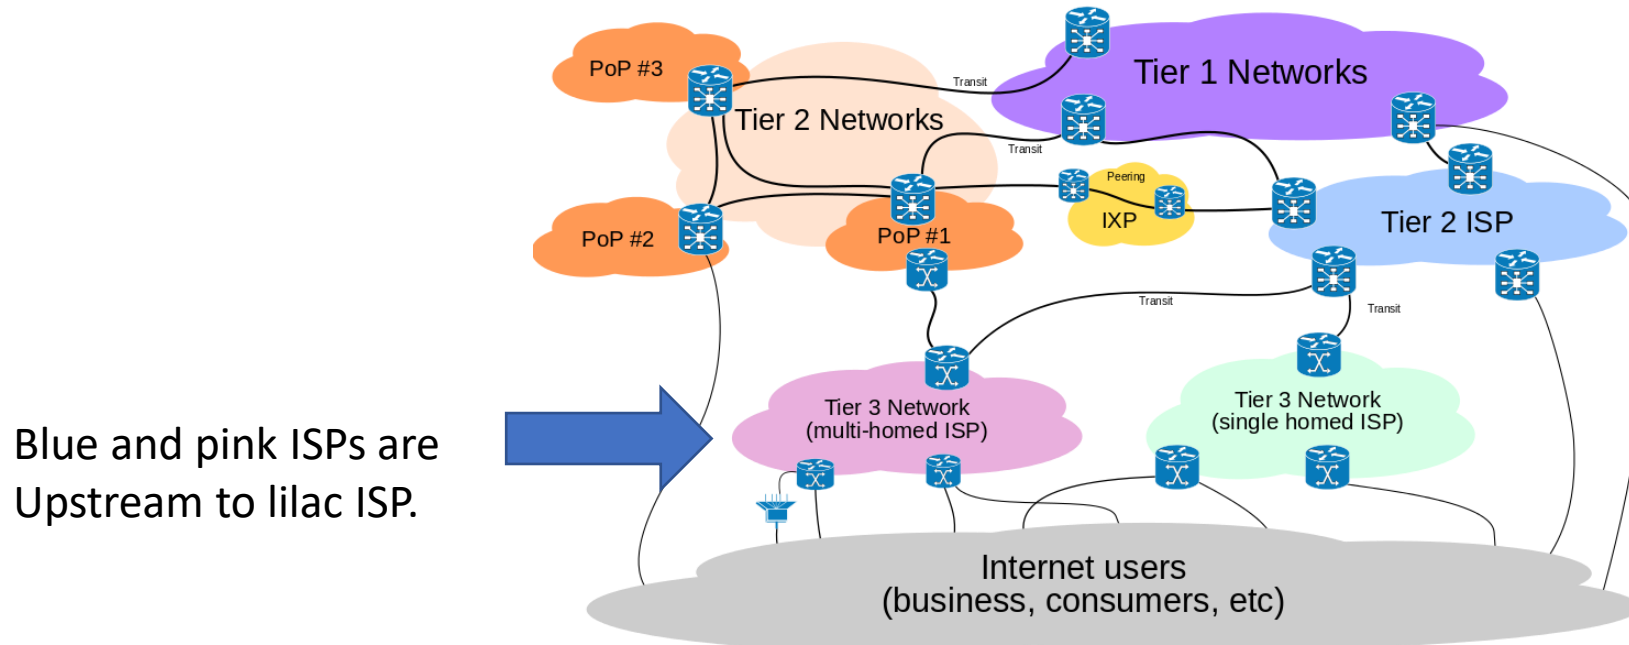 PoP #3
Transit
Tier 1 Networks
Tier 2 Networks
Transit
Peering
IXP
PoP #2
PoP #1
Tier 2 ISP
Transit
Transit
Blue and pink ISPs are
Upstream to lilac ISP.
Tier 3 Network
(multi-homed ISP)
Tier 3 Network
(single homed ISP)
Internet users
(business, consumers, etc)